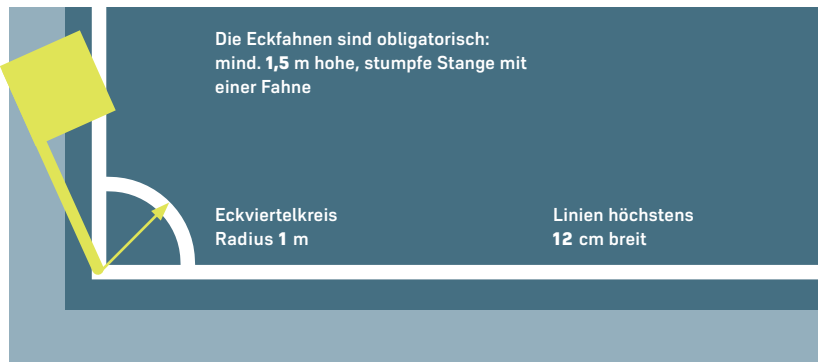 Die Eckfahnen sind obligatorisch:
mind. 1,5 m hohe, stumpfe Stange mit
einer Fahne
Eckviertelkreis
Radius 1 m
Linien höchstens
12 cm breit